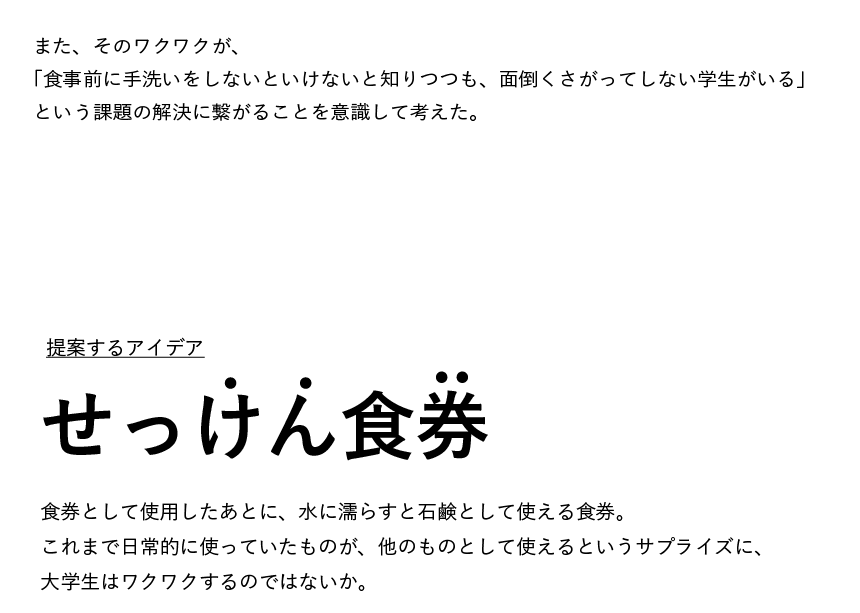 また、そのワクワクが、
「食事前に手洗いをしないといけないと知りつつも、面倒くさがってしない学生がいる」
という課題の解決に繋がることを意識して考えた。
提案するアイデア
せっけん食券
食券として使用したあとに、水に濡らすと石鹸として使える食券。
これまで日常的に使っていたものが、他のものとして使えるというサプライズに、
大学生はワクワクするのではないか。